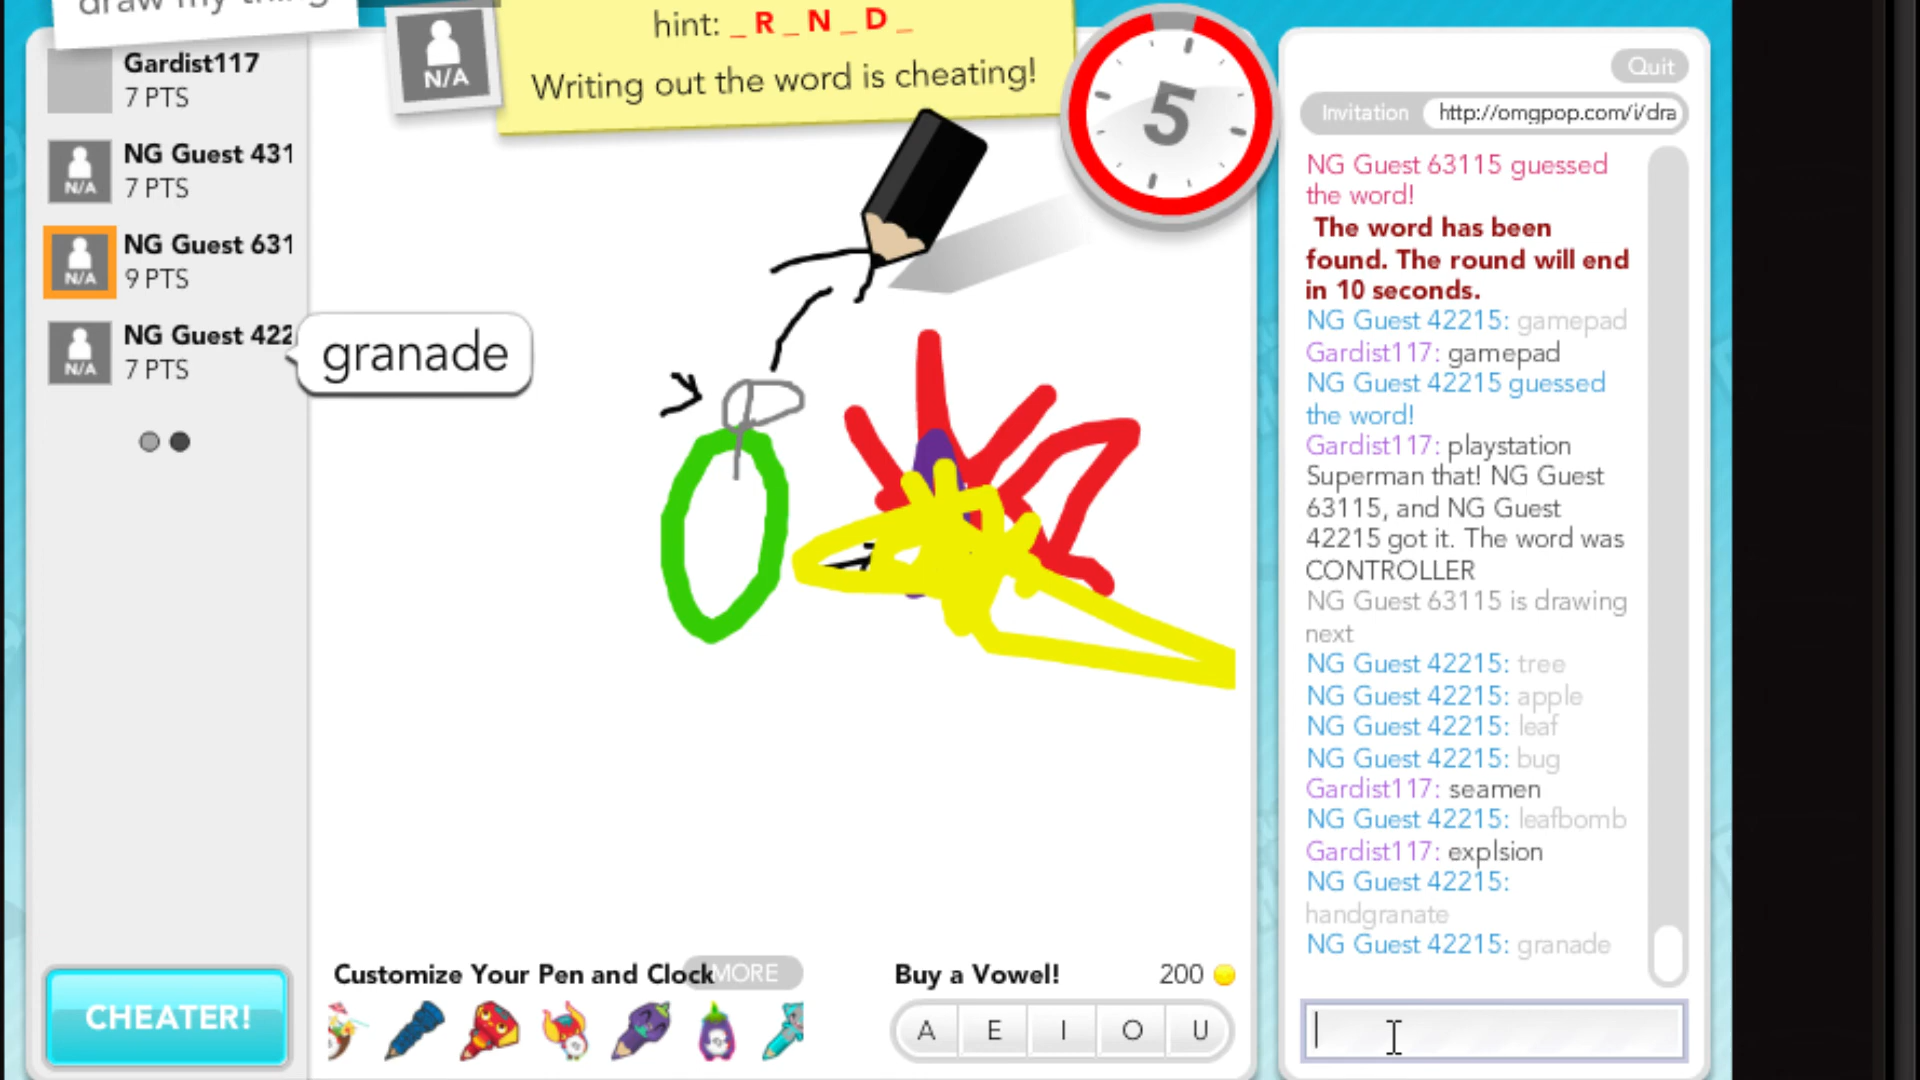 draw my thing
hint: _ R _ N _ D _
Writing out the word is cheating!
N/A
5
Gardist117
7 PTS
N/A
NG Guest 431
7 PTS
N/A
NG Guest 631
9 PTS
N/A
NG Guest 422
7 PTS
granade
CHEATER!
Customize Your Pen and Clock
MORE
Buy a Vowel!
200
A E I O U
Quit
Invitation http://omgpop.com/i/dra
NG Guest 63115 guessed
the word!
The word has been
found. The round will end
in 10 seconds.
NG Guest 42215: gamepad
Gardist117: gamepad
NG Guest 42215 guessed
the word!
Gardist117: playstation
Superman that! NG Guest
63115, and NG Guest
42215 got it. The word was
CONTROLLER
NG Guest 63115 is drawing
next
NG Guest 42215: tree
NG Guest 42215: apple
NG Guest 42215: leaf
NG Guest 42215: bug
Gardist117: seamen
NG Guest 42215: leafbomb
Gardist117: explsion
NG Guest 42215:
handgranate
NG Guest 42215: granade